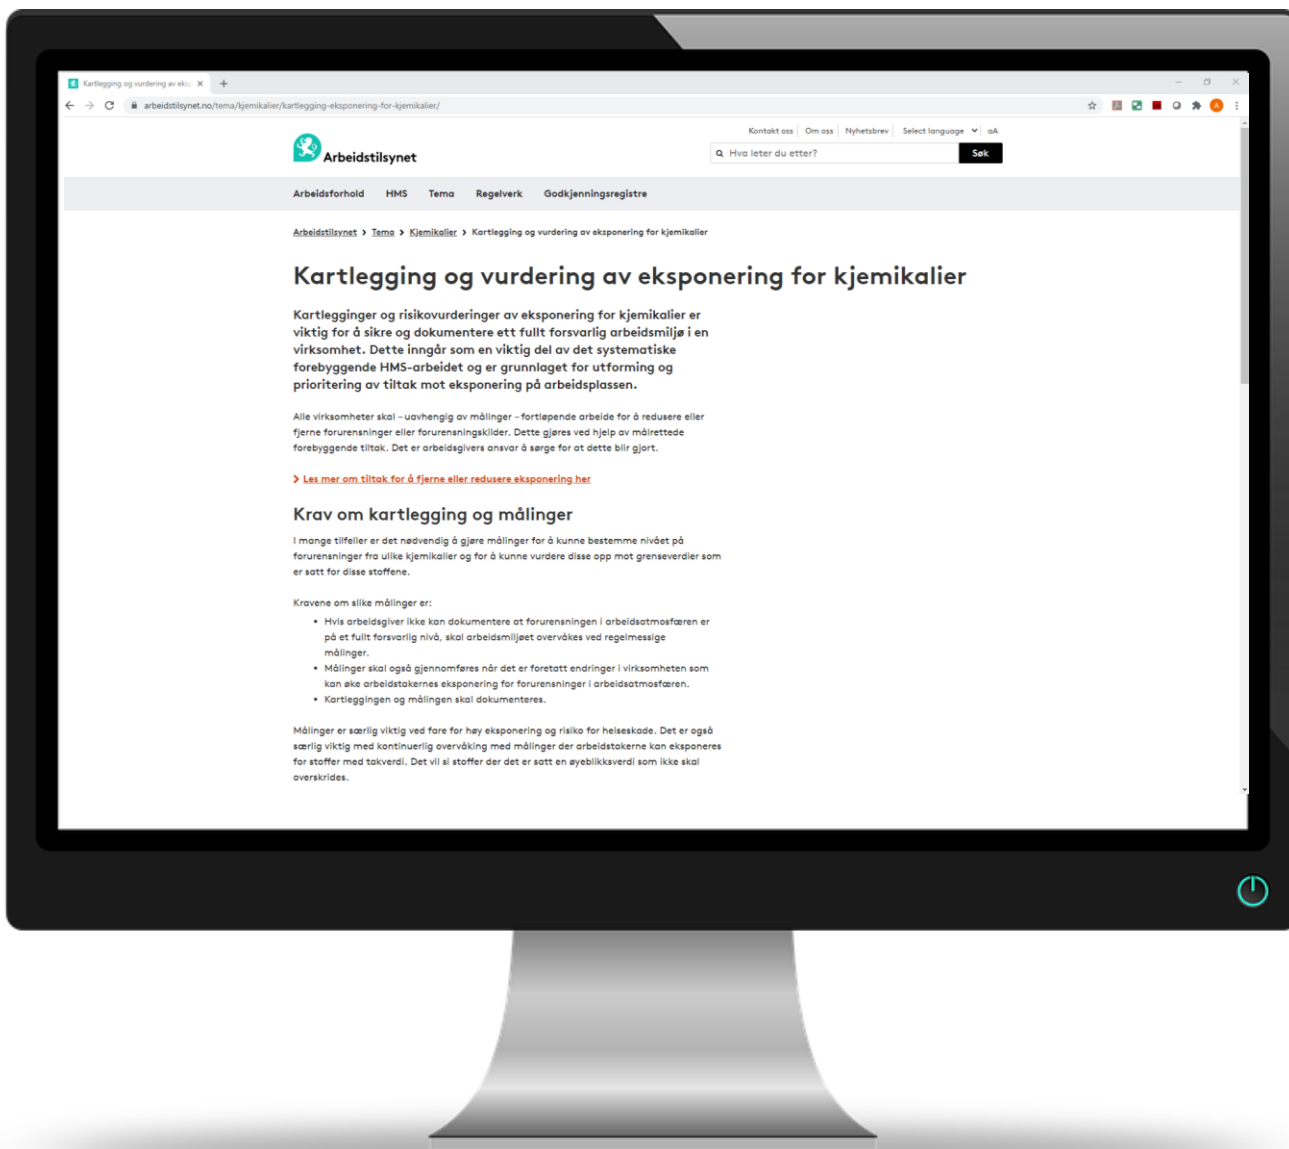 Kartlegging og vurdering av eks
arbeidstilsynet.no/tema/kjemikalier/kartlegging-eksponering-for-kjemikalier/
A
Kontakt oss Om oss Nyhetsbrev Select language aA
Arbeidstilsynet
Hva leter du etter? Søk
Arbeidsforhold HMS Tema Regelverk Godkjenningsregistre
Arbeidstilsynet > Tema > Kjemikalier > Kartlegging og vurdering av eksponering for kjemikalier
Kartlegging og vurdering av eksponering for kjemikalier
Kartlegginger og risikovurderinger av eksponering for kjemikalier er
viktig for å sikre og dokumentere ett fullt forsvarlig arbeidsmiljø i en
virksomhet. Dette inngår som en viktig del av det systematiske
forebyggende HMS-arbeidet og er grunnlaget for utforming og
prioritering av tiltak mot eksponering på arbeidsplassen.
Alle virksomheter skal – uavhengig av målinger – fortløpende arbeide for å redusere eller
fjerne forurensninger eller forurensningskilder. Dette gjøres ved hjelp av målrettede
forebyggende tiltak. Det er arbeidsgivers ansvar å sørge for at dette blir gjort.
> Les mer om tiltak for å fjerne eller redusere eksponering her
Krav om kartlegging og målinger
I mange tilfeller er det nødvendig å gjøre målinger for å kunne bestemme nivået på
forurensninger fra ulike kjemikalier og for å kunne vurdere disse opp mot grenseverdier som
er satt for disse stoffene.
Kravene om slike målinger er:
• Hvis arbeidsgiver ikke kan dokumentere at forurensningen i arbeidsatmosfæren er
på et fullt forsvarlig nivå, skal arbeidsmiljøet overvåkes ved regelmessige
målinger.
• Målinger skal også gjennomføres når det er foretatt endringer i virksomheten som
kan øke arbeidstakernes eksponering for forurensninger i arbeidsatmosfæren.
• Kartleggingen og målingen skal dokumenteres.
Målinger er særlig viktig ved fare for høy eksponering og risiko for helseskade. Det er også
særlig viktig med kontinuerlig overvåking med målinger der arbeidstakerne kan eksponeres
for stoffer med takverdi. Det vil si stoffer der det er satt en øyeblikksverdi som ikke skal
overskrides.